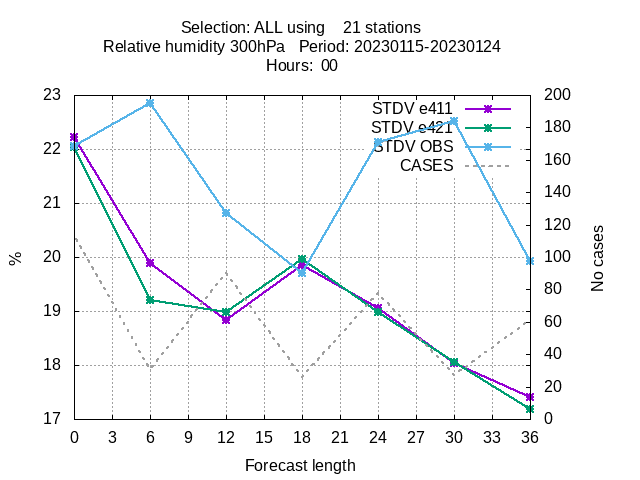 Selection: ALL using    21 stations
Relative humidity 300hPa   Period: 20230115-20230124
Hours:  00
STDV e411
STDV e421
STDV OBS
CASES
%
23
22
21
20
19
18
17
200
180
160
140
120
100
80
60
40
20
0
No cases
0 3 6 9 12 15 18 21 24 27 30 33 36
Forecast length